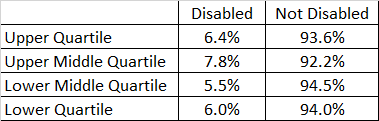 Disabled Not Disabled
Upper Quartile 6.4% 93.6%
Upper Middle Quartile 7.8% 92.2%
Lower Middle Quartile 5.5% 94.5%
Lower Quartile 6.0% 94.0%